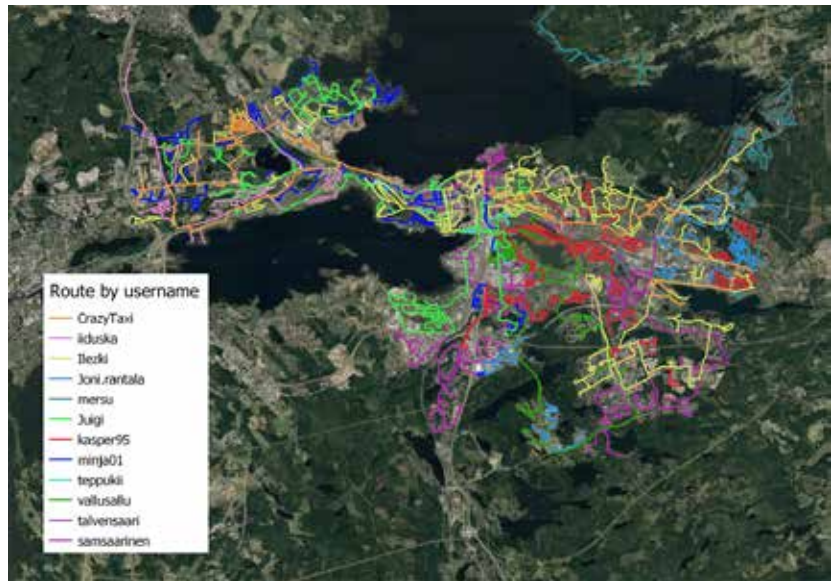 Route by username
CrazyTaxi
iiduska
Ilezki
Joni.rantala
mersu
Juigi
kasper95
minja01
teppukii
vallusallu
talvensaari
samsaarinen